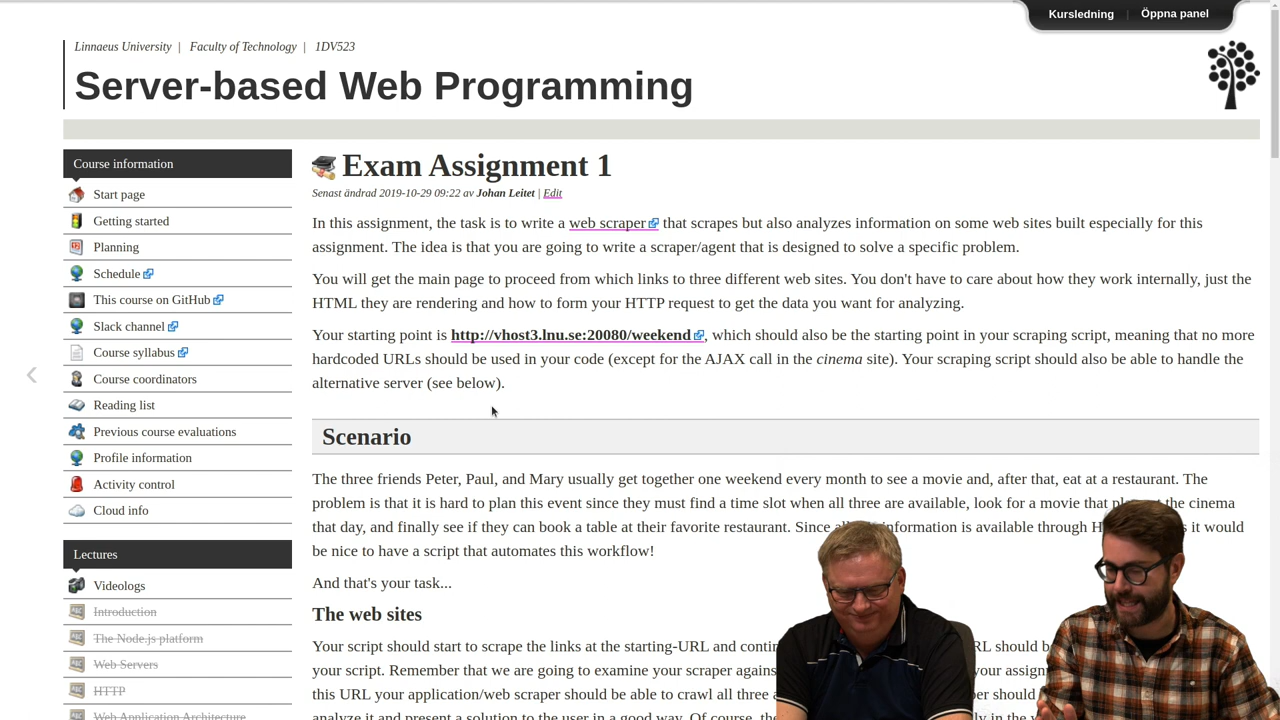 Kursledning | Öppna panel
Linnaeus University | Faculty of Technology | 1DV523
Server-based Web Programming
Course information
Start page
Getting started
Planning
Schedule
This course on GitHub
Slack channel
Course syllabus
Course coordinators
Reading list
Previous course evaluations
Profile information
Activity control
Cloud info
Lectures
Videologs
Introduction
The Node.js platform
Web Servers
HTTP
Web Application Architecture
Exam Assignment 1
Senast ändrad 2019-10-29 09:22 av Johan Leitet | Edit
In this assignment, the task is to write a web scraper that scrapes but also analyzes information on some web sites built especially for this
assignment. The idea is that you are going to write a scraper/agent that is designed to solve a specific problem.
You will get the main page to proceed from which links to three different web sites. You don't have to care about how they work internally, just the
HTML they are rendering and how to form your HTTP request to get the data you want for analyzing.
Your starting point is http://vhost3.lnu.se:20080/weekend, which should also be the starting point in your scraping script, meaning that no more
hardcoded URLs should be used in your code (except for the AJAX call in the cinema site). Your scraping script should also be able to handle the
alternative server (see below).
Scenario
The three friends Peter, Paul, and Mary usually get together one weekend every month to see a movie and, after that, eat at a restaurant. The
problem is that it is hard to plan this event since they must find a time slot when all three are available, look for a movie that at the cinema
that day, and finally see if they can book a table at their favorite restaurant. Since information is available through it would
be nice to have a script that automates this workflow!
And that's your task...
The web sites
Your script should start to scrape the links at the starting-URL and URL should
your script. Remember that we are going to examine your scraper your
this URL your application/web scraper should be able to crawl all three should
analyze it and present a solution to the user in a good way. Of course, in the